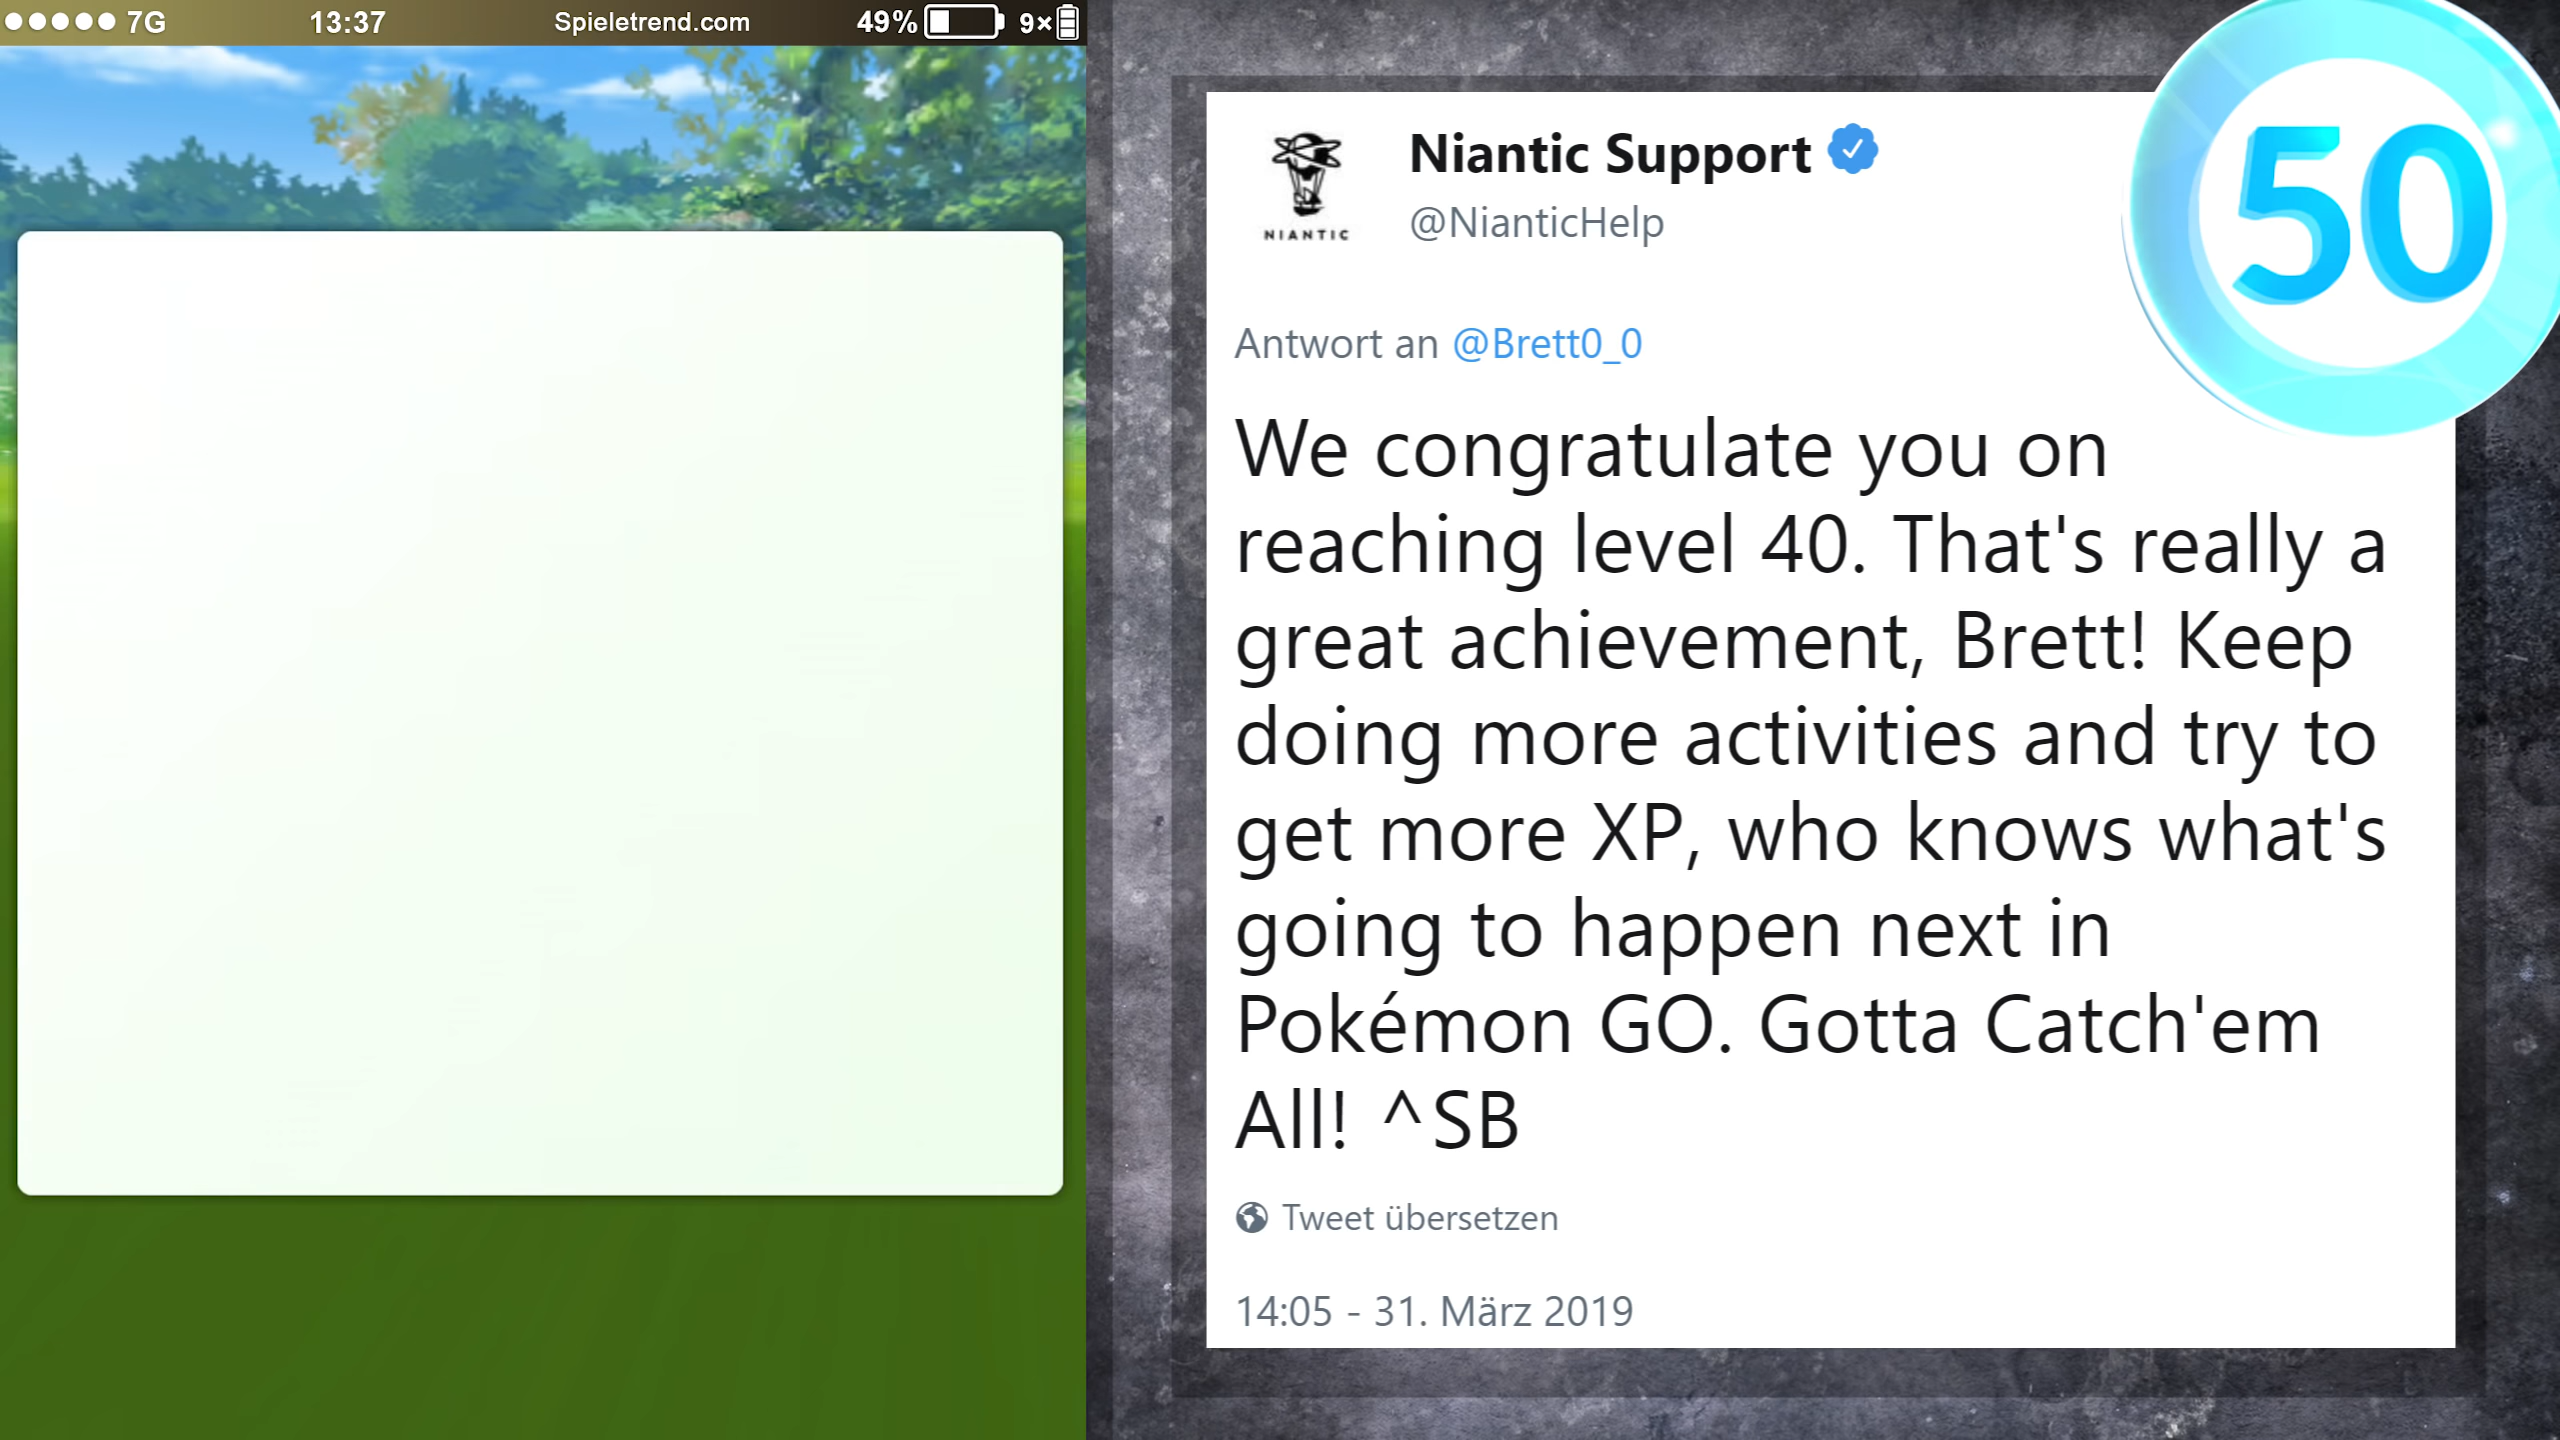 7G 13:37 Spieletrend.com 49% 9×
50
Niantic Support
@NianticHelp
NIANTIC
Antwort an @Brett0_0
We congratulate you on
reaching level 40. That's really a
great achievement, Brett! Keep
doing more activities and try to
get more XP, who knows what's
going to happen next in
Pokémon GO. Gotta Catch'em
All! ^SB
Tweet übersetzen
14:05 - 31. März 2019